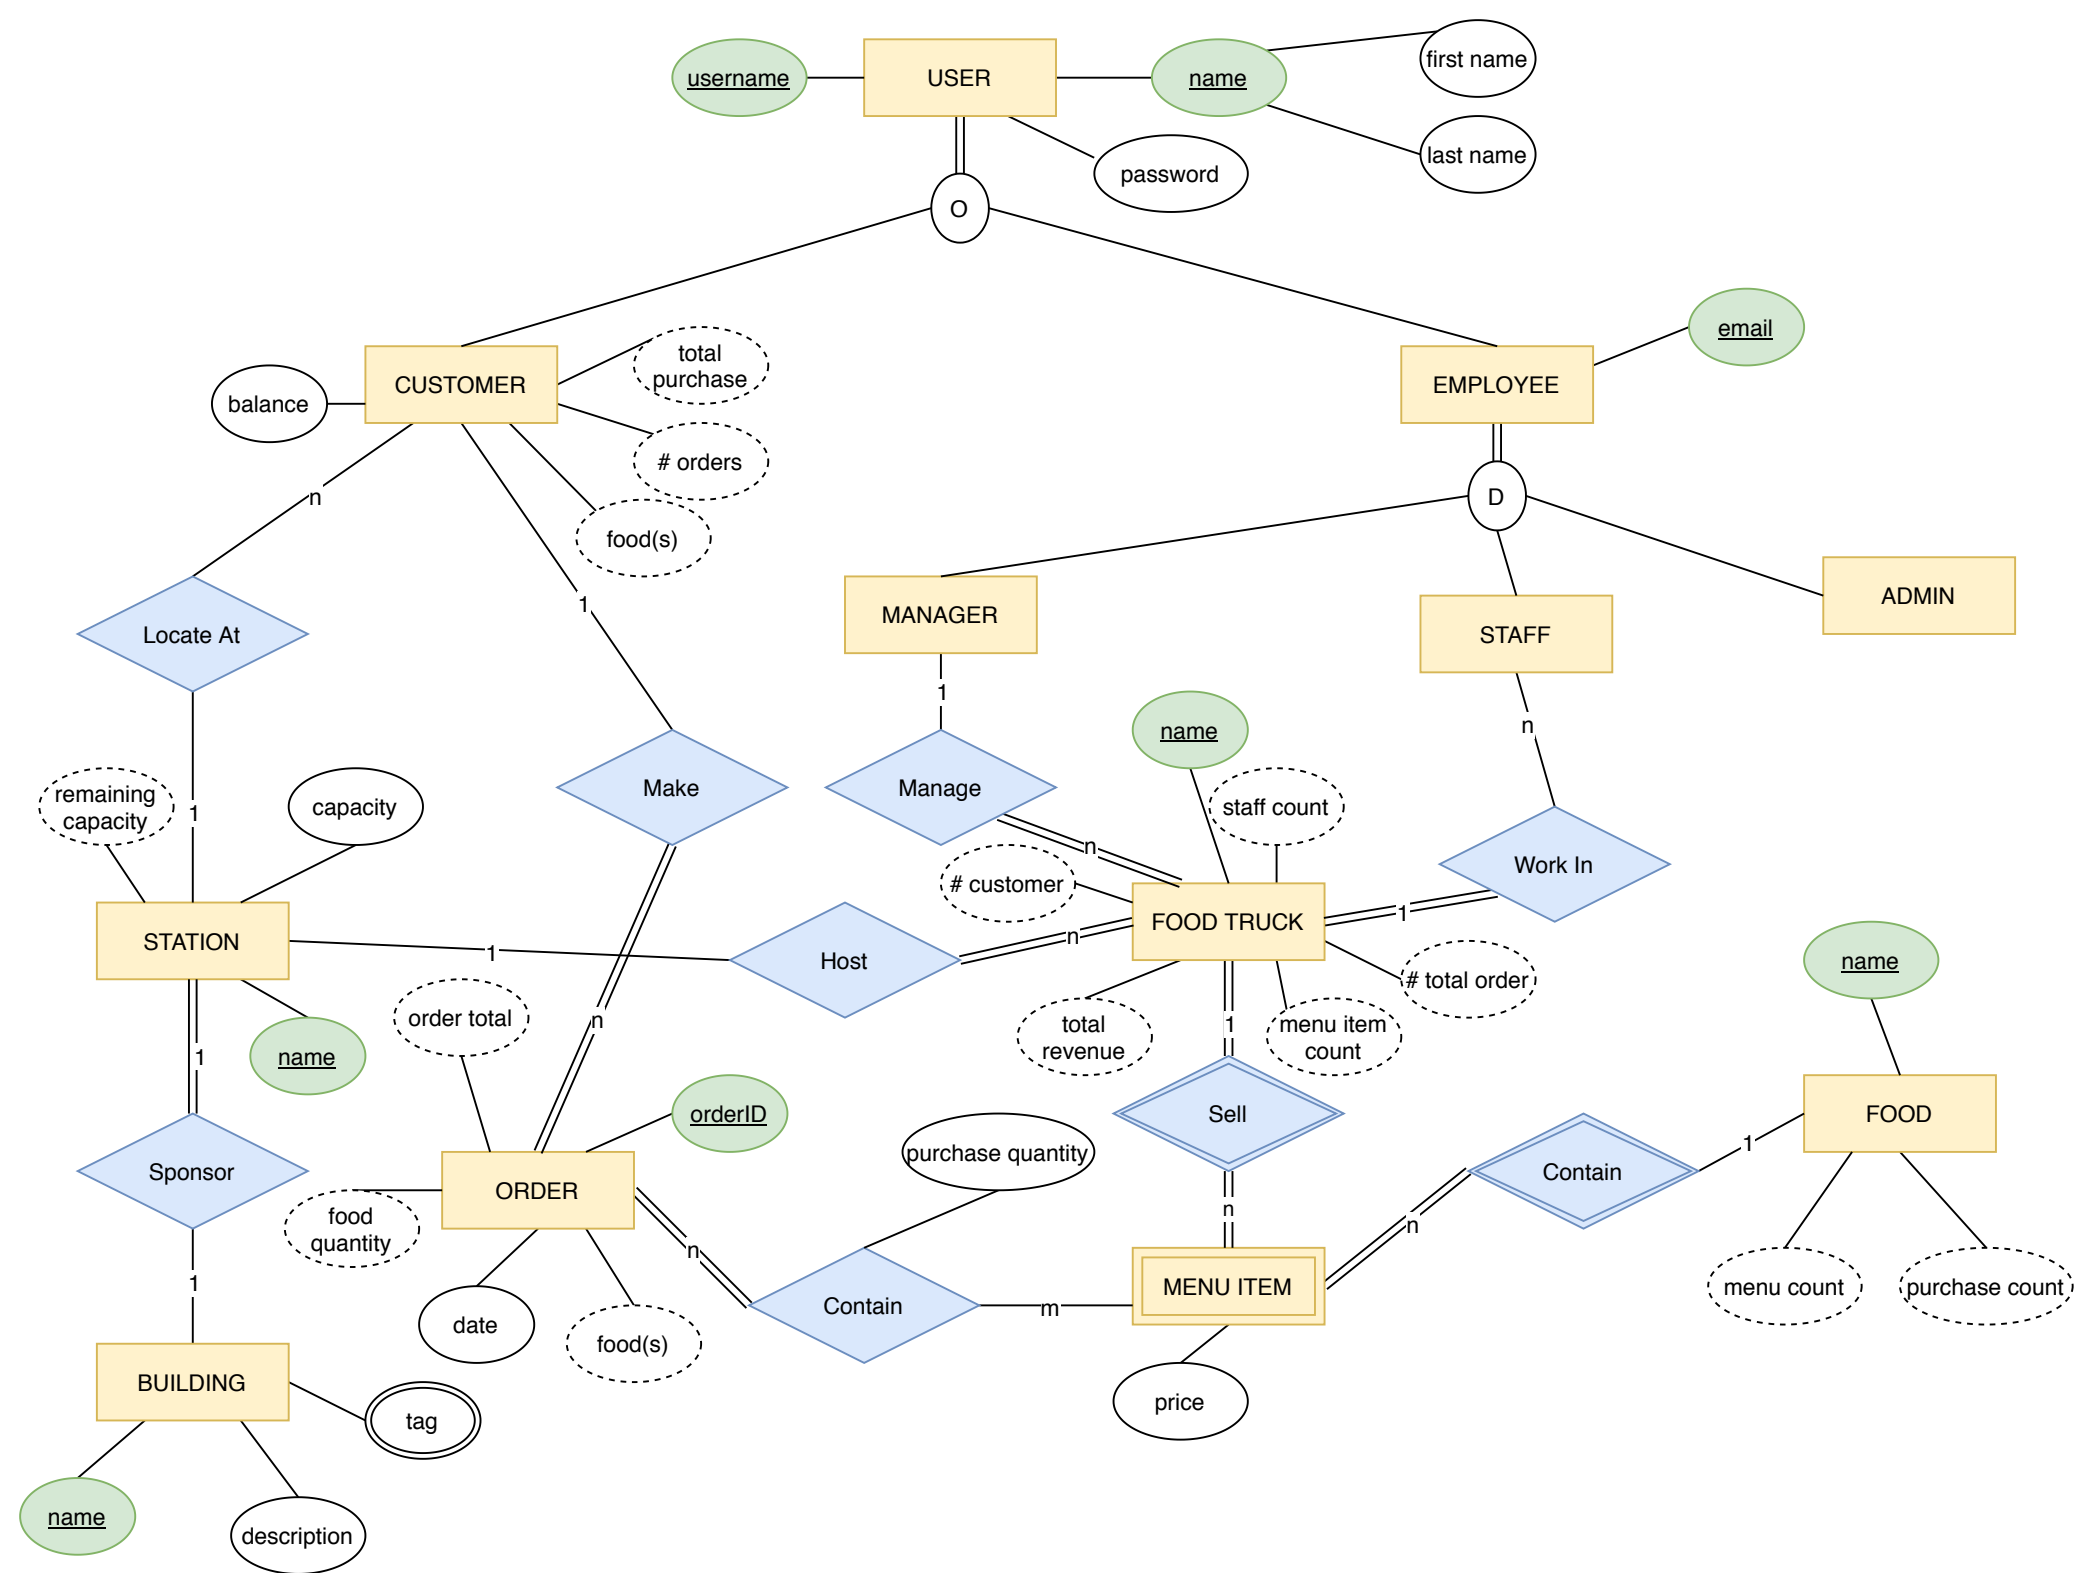 first name
username
USER
name
last name
password
O
email
total
purchase
CUSTOMER
EMPLOYEE
balance
# orders
n
D
food(s)
ADMIN
1
MANAGER
STAFF
Locate At
1
name
n
Make
Manage
remaining
capacity
capacity
1
staff count
n
Work In
# customer
1
FOOD TRUCK
STATION
n
1
Host
name
# total order
order total
n
total
revenue
1
menu item
count
1
name
orderID
Sell
FOOD
purchase quantity
1
Sponsor
Contain
ORDER
food
quantity
n
n
n
1
MENU ITEM
menu count
purchase count
Contain
m
date
food(s)
BUILDING
price
tag
name
description